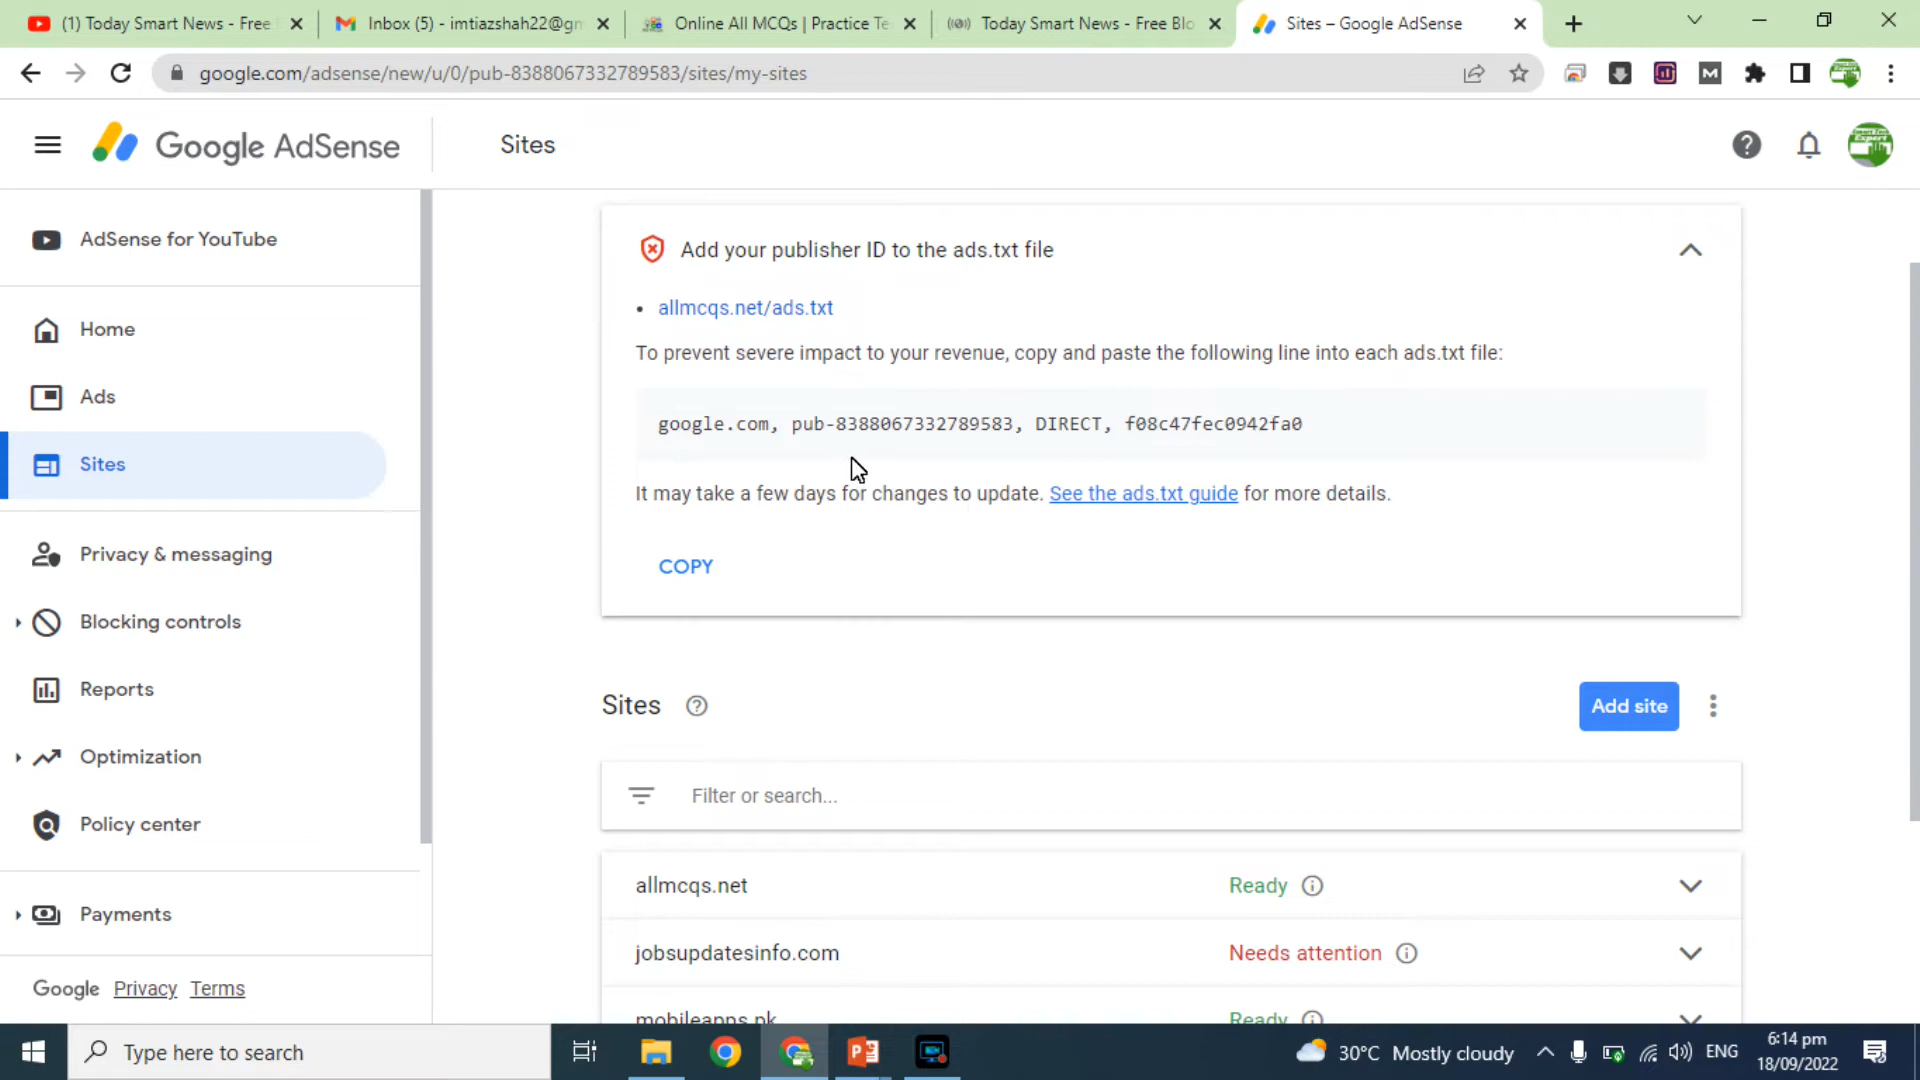 (1) Today Smart News - Free
Inbox (5) - imtiazshah22@gm
Online All MCQs | Practice Te
Today Smart News - Free Blo
Sites – Google AdSense
google.com/adsense/new/u/0/pub-8388067332789583/sites/my-sites
Google AdSense
Sites
AdSense for YouTube
Home
Ads
Sites
Privacy & messaging
Blocking controls
Reports
Optimization
Policy center
Payments
Google Privacy Terms
Add your publisher ID to the ads.txt file
• allmcqs.net/ads.txt
To prevent severe impact to your revenue, copy and paste the following line into each ads.txt file:
google.com, pub-8388067332789583, DIRECT, f08c47fec0942fa0
It may take a few days for changes to update. See the ads.txt guide for more details.
COPY
Sites
Add site
Filter or search...
allmcqs.net Ready
jobsupdatesinfo.com Needs attention
mobileapps.pk Ready
Type here to search
30°C Mostly cloudy
ENG
6:14 pm
18/09/2022